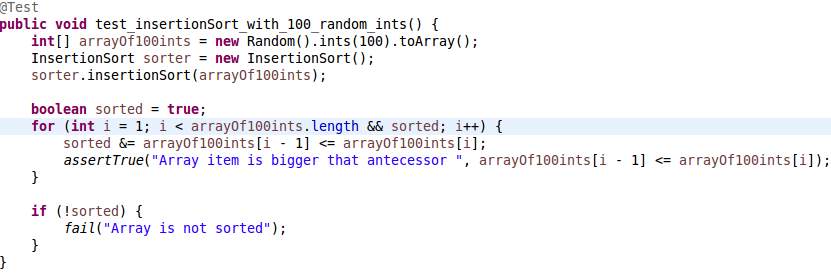 @Test
public void test_insertionSort_with_100_random_ints() {
    int[] arrayOf100ints = new Random().ints(100).toArray();
    InsertionSort sorter = new InsertionSort();
    sorter.insertionSort(arrayOf100ints);

    boolean sorted = true;
    for (int i = 1; i < arrayOf100ints.length && sorted; i++) {
        sorted &= arrayOf100ints[i - 1] <= arrayOf100ints[i];
        assertTrue("Array item is bigger that antecessor ", arrayOf100ints[i - 1] <= arrayOf100ints[i]);
    }

    if (!sorted) {
        fail("Array is not sorted");
    }
}